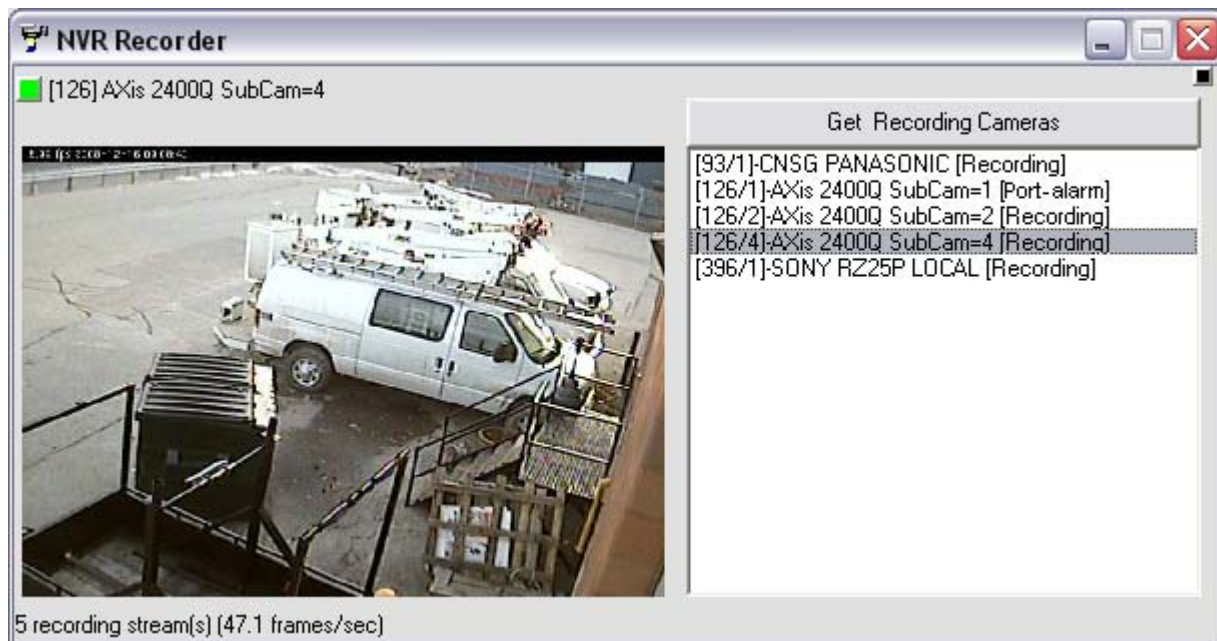 NVR Recorder
[126] AXis 2400Q SubCam=4
Get Recording Cameras
[93/1]-CNSG PANASONIC [Recording]
[126/1]-AXis 2400Q SubCam=1 [Port-alarm]
[126/2]-AXis 2400Q SubCam=2 [Recording]
[126/4]-AXis 2400Q SubCam=4 [Recording]
[396/1]-SONY RZ25P LOCAL [Recording]
5 recording stream(s) (47.1 frames/sec)